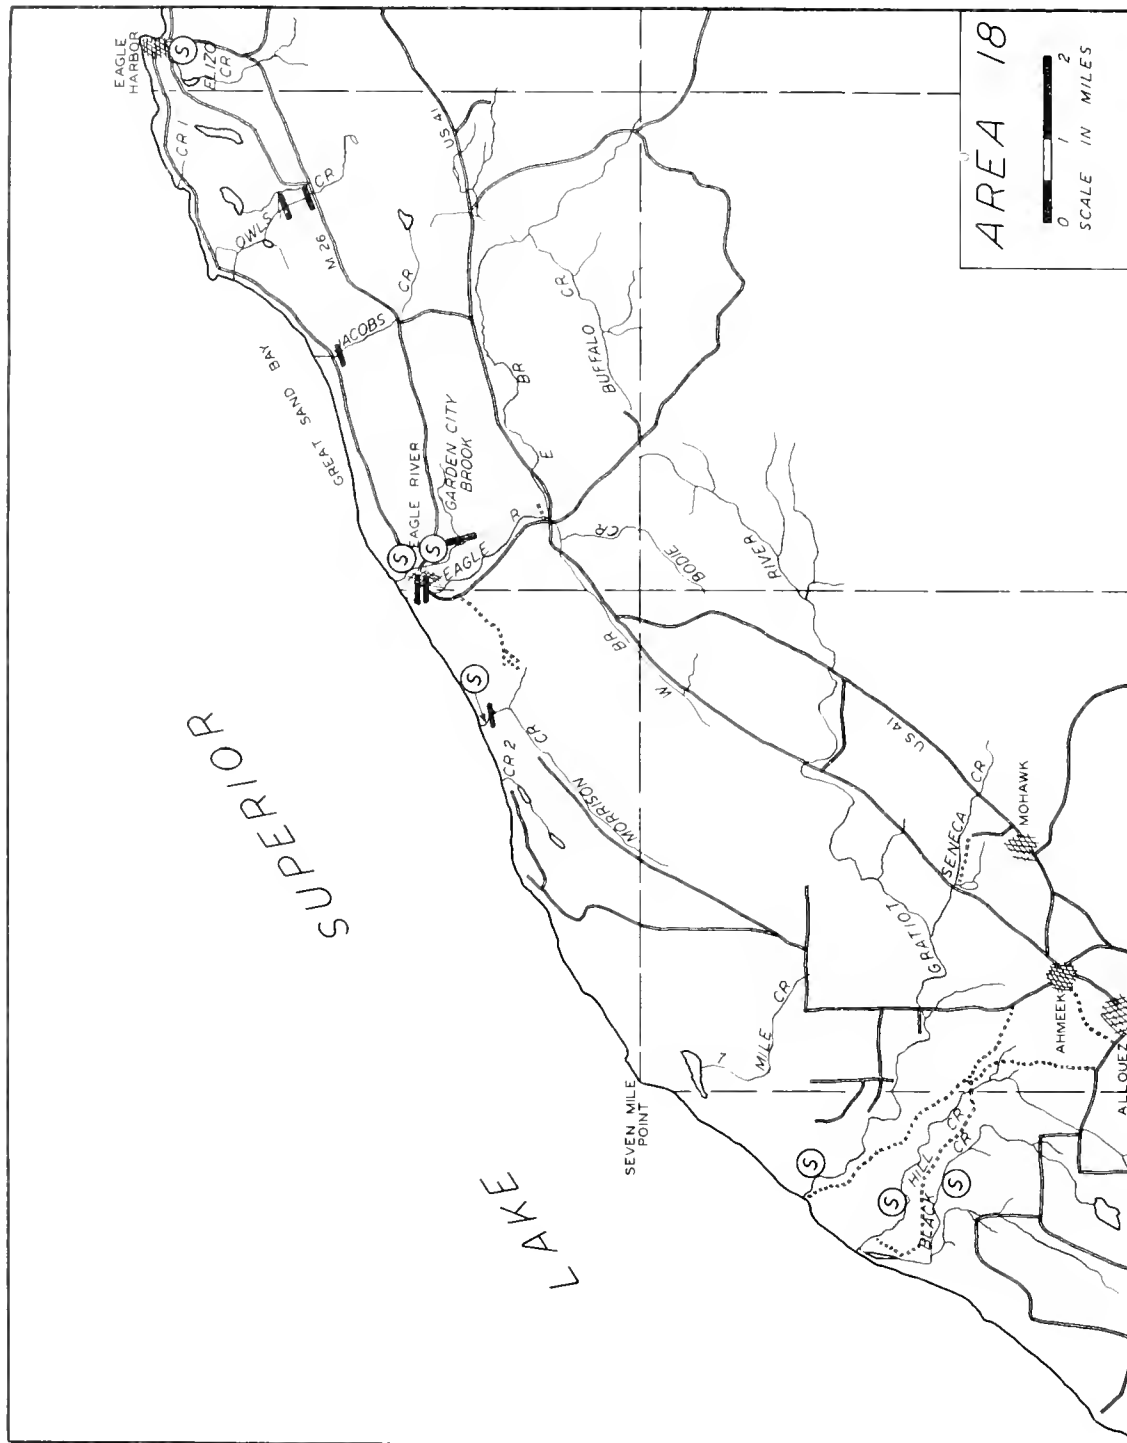 EAGLE
HARBOR
S
ELIZO
CR
CR 1
OWLS
CR
M 26
US 41
JACOBS
CR
GREAT SAND BAY
BR
E
BUFFALO
CR
EAGLE RIVER
GARDEN CITY
BROOK
S
S
EAGLE
R
CR
BODIE
RIVER
BR
W
S
CR 2
MORRISON
CR
US 41
SENECA
CR
MOHAWK
GRATIOT
AHMEEK
ALLOUEZ
7
MILE
CR
SEVEN MILE
POINT
S
HILL
CR
S
BLACK
CR
S
LAKE
SUPERIOR
AREA 18
0 1 2
SCALE IN MILES